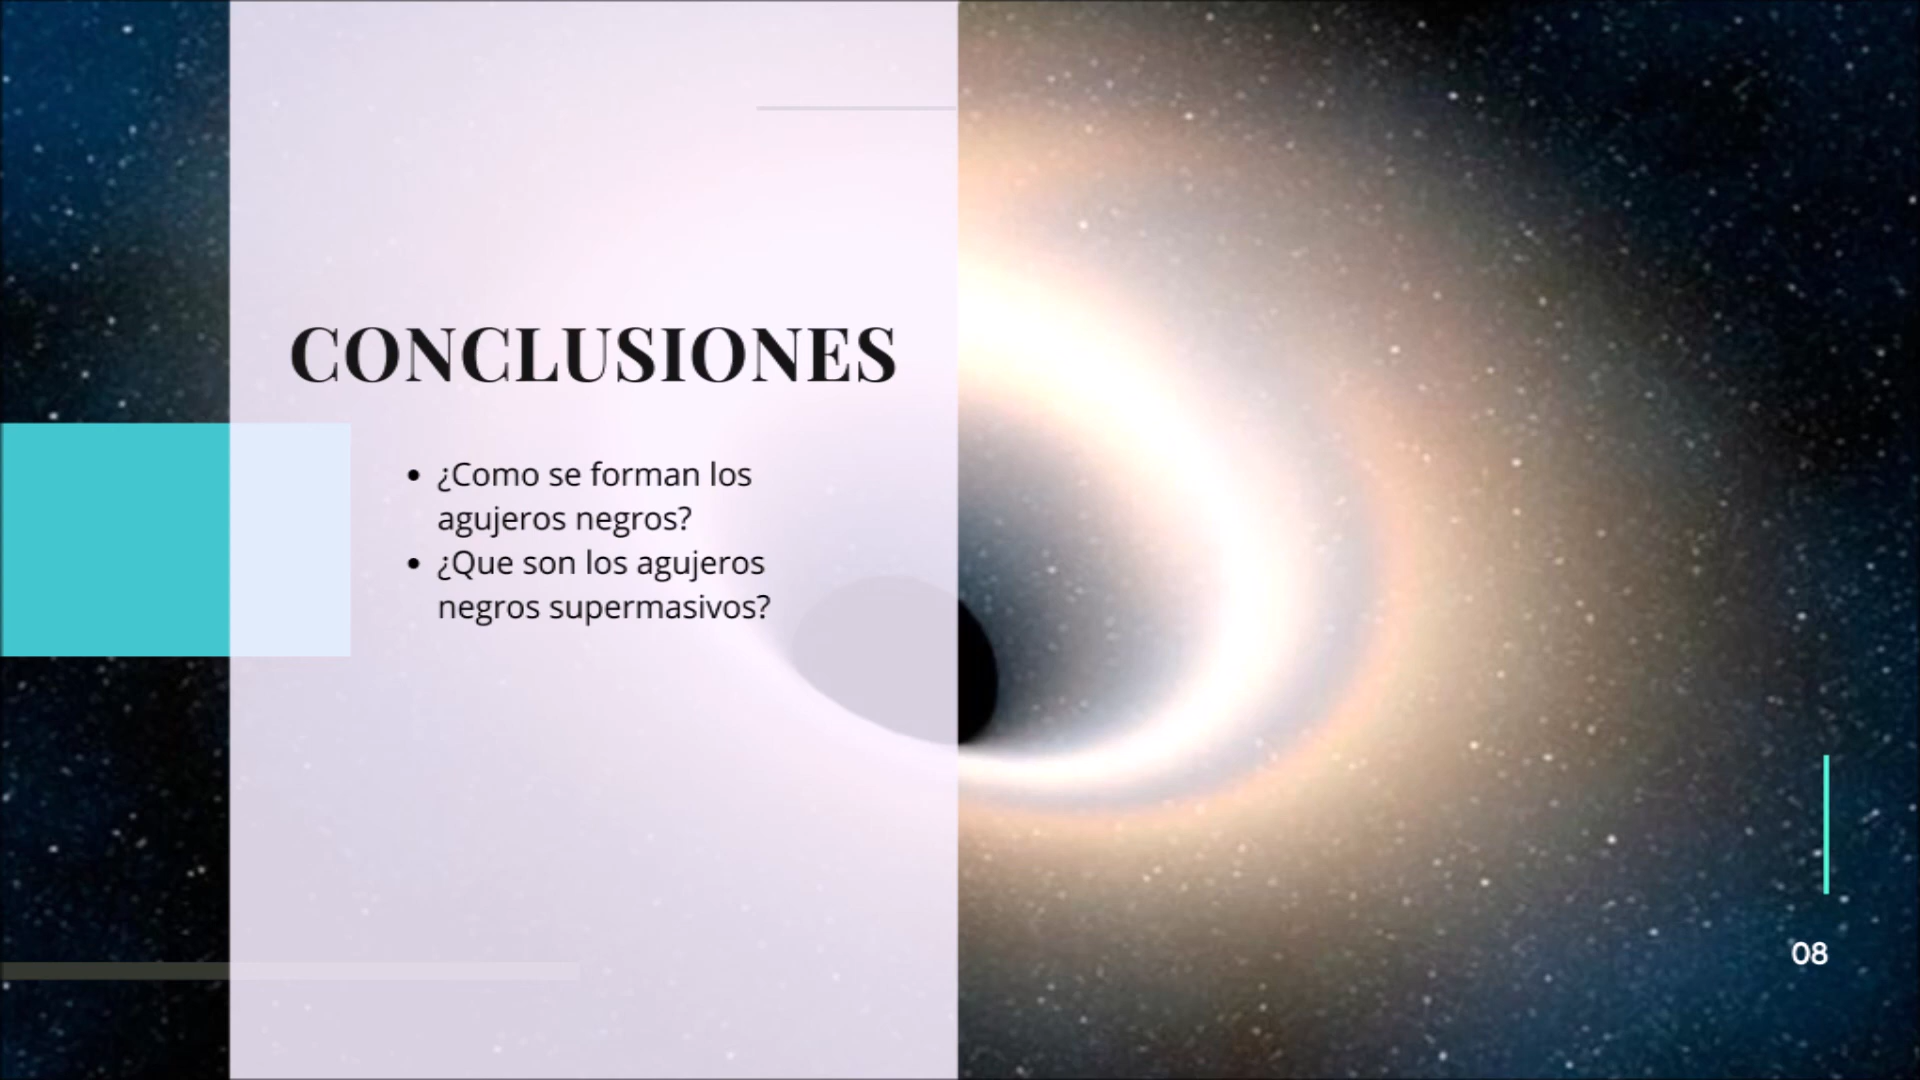 CONCLUSIONES
• ¿Como se forman los
agujeros negros?
• ¿Que son los agujeros
negros supermasivos?
08